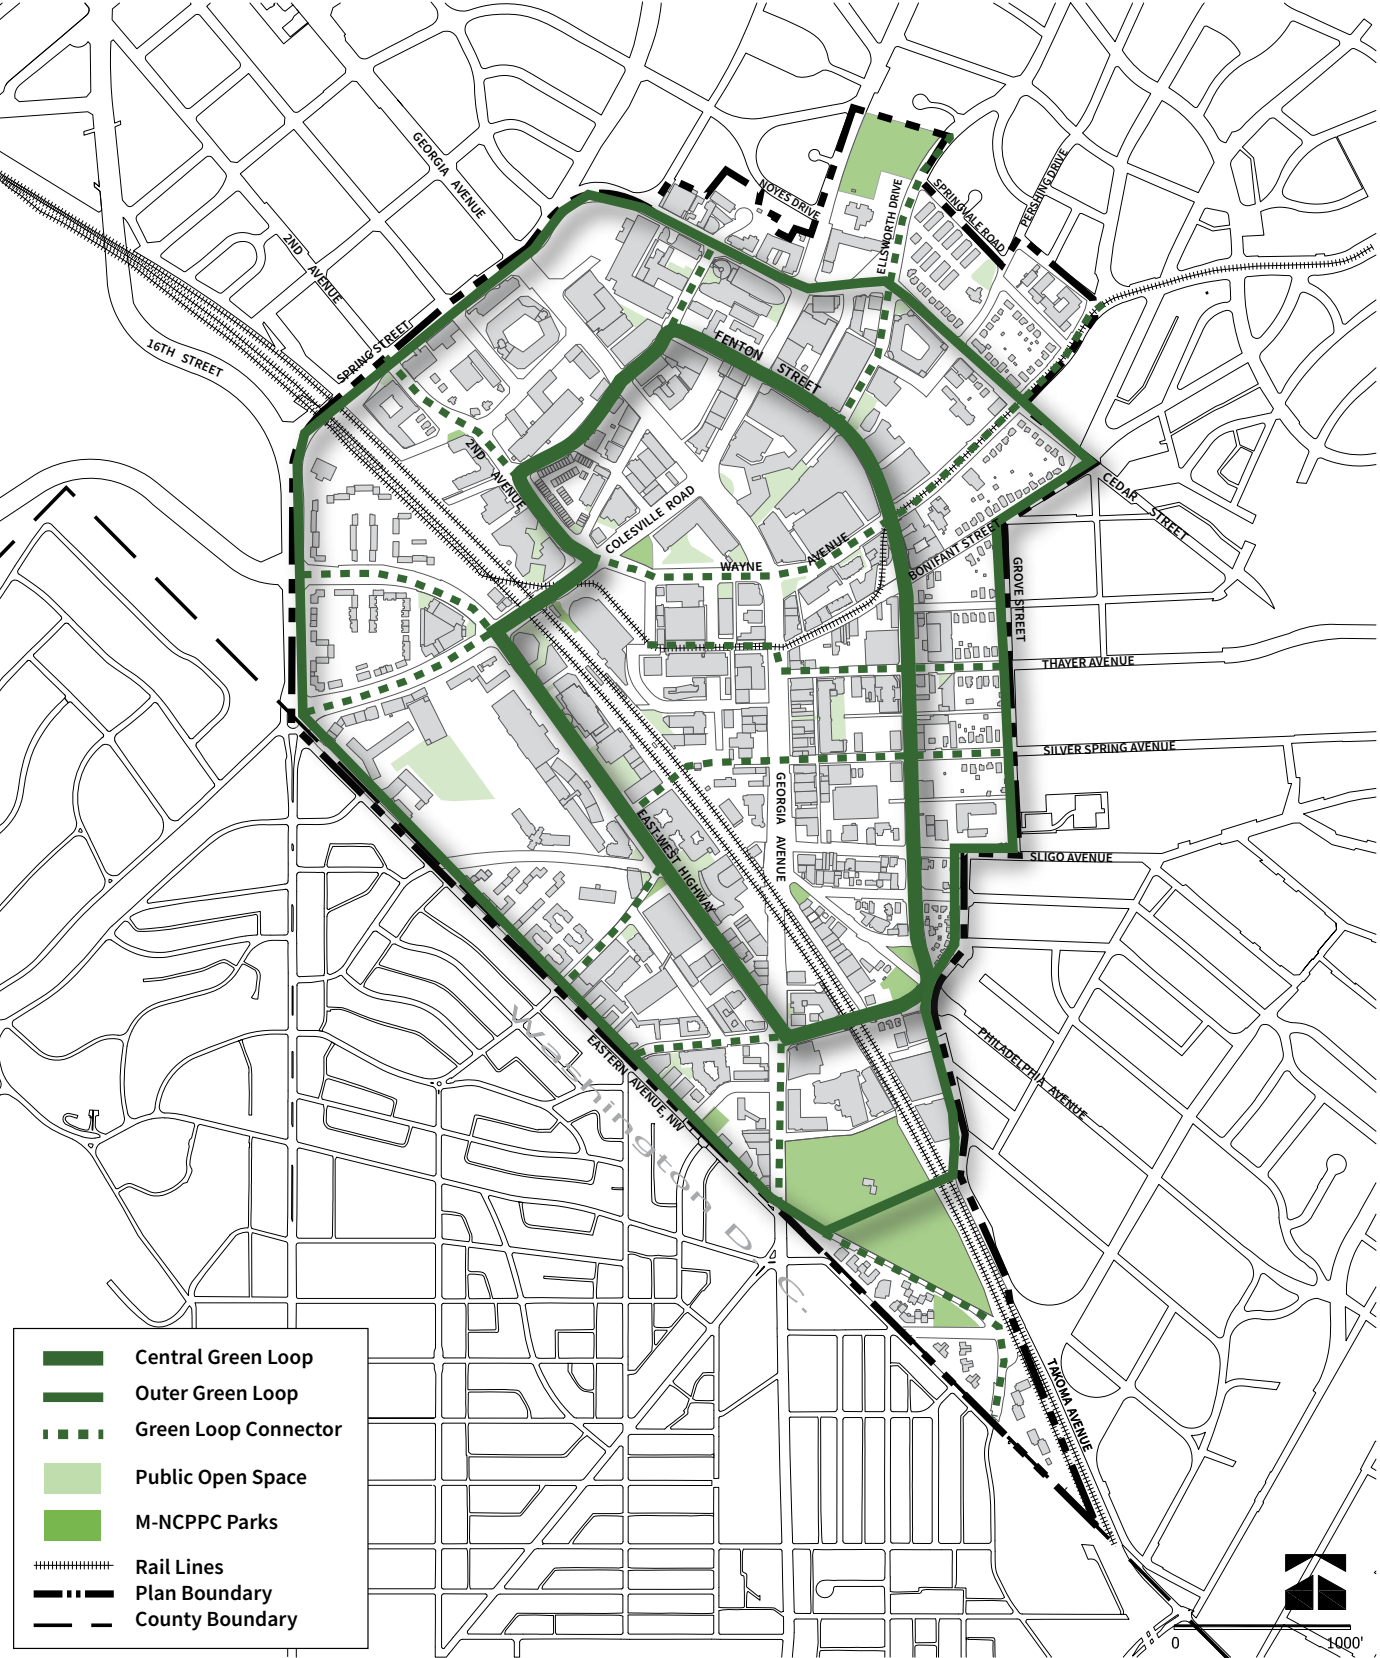 GEORGIA AVENUE
2ND AVENUE
16TH STREET
SPRING STREET
NOYES DRIVE
ELLSWORTH DRIVE
SPRINGVALE ROAD
PERSHING DRIVE
FENTON STREET
2ND AVENUE
COLESVILLE ROAD
WAYNE AVENUE
BONIFANT STREET
CEDAR STREET
GROVE STREET
THAYER AVENUE
SILVER SPRING AVENUE
GEORGIA AVENUE
EAST-WEST HIGHWAY
SLIGO AVENUE
PHILADELPHIA AVENUE
EASTERN AVENUE, NW
Washington D.C.
TAKOMA AVENUE
Central Green Loop
Outer Green Loop
Green Loop Connector
Public Open Space
M-NCPPC Parks
Rail Lines
Plan Boundary
County Boundary
0 1000'